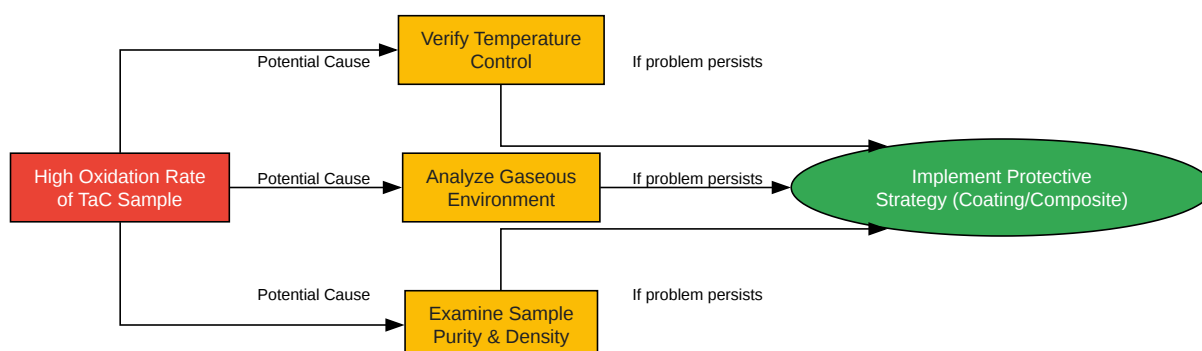 Verify Temperature
Control
Potential Cause
If problem persists
High Oxidation Rate
of TaC Sample
Potential Cause
Analyze Gaseous
Environment
If problem persists
Implement Protective
Strategy (Coating/Composite)
Potential Cause
If problem persists
Examine Sample
Purity & Density